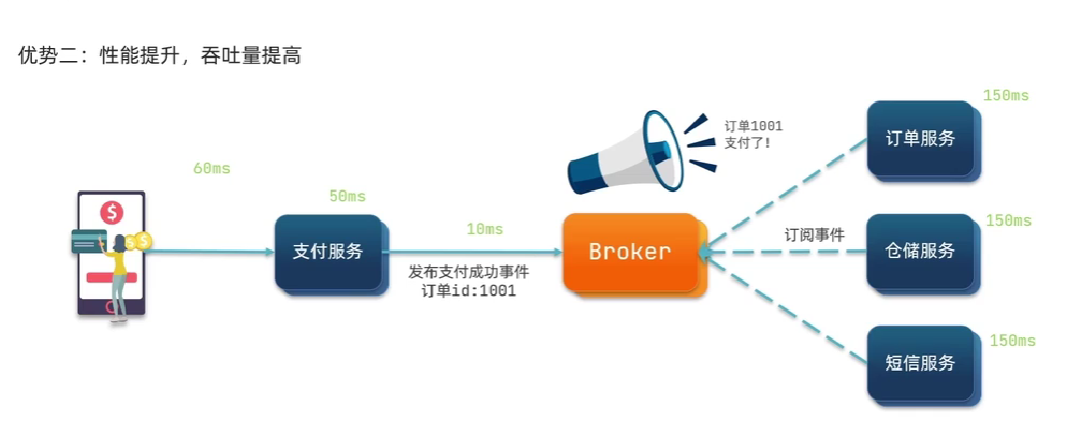 优势二：性能提升，吞吐量提高
150ms
订单1001
支付了！
订单服务
60ms
50ms
10ms
150ms
支付服务
Broker
订阅事件
仓储服务
发布支付成功事件
订单id:1001
150ms
短信服务